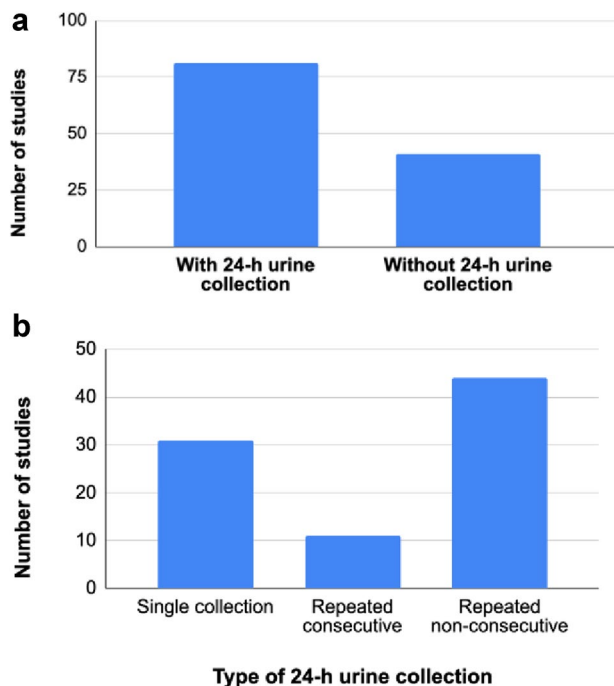 a
Number of studies
100
75
50
25
0
With 24-h urine
collection
Without 24-h urine
collection
b
Number of studies
50
40
30
20
10
0
Single collection
Repeated
consecutive
Repeated
non-consecutive
Type of 24-h urine collection